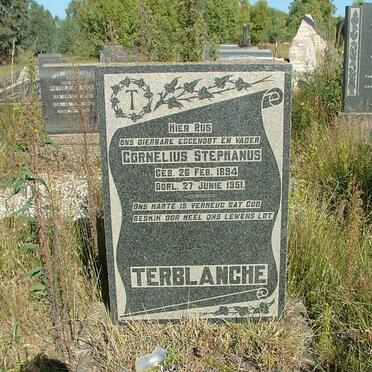 T
HIER RUS
ONS DIERBARE EGGENOOT EN VADER
CORNELIUS STEPHANUS
GEB. 26 FEB. 1894
OORL. 27 JUNIE 1951.
ONS HARTE IS VERHEUG DAT GOD
BESKIK OOR HEEL ONS LEWENS LOT
TERBLANCHE